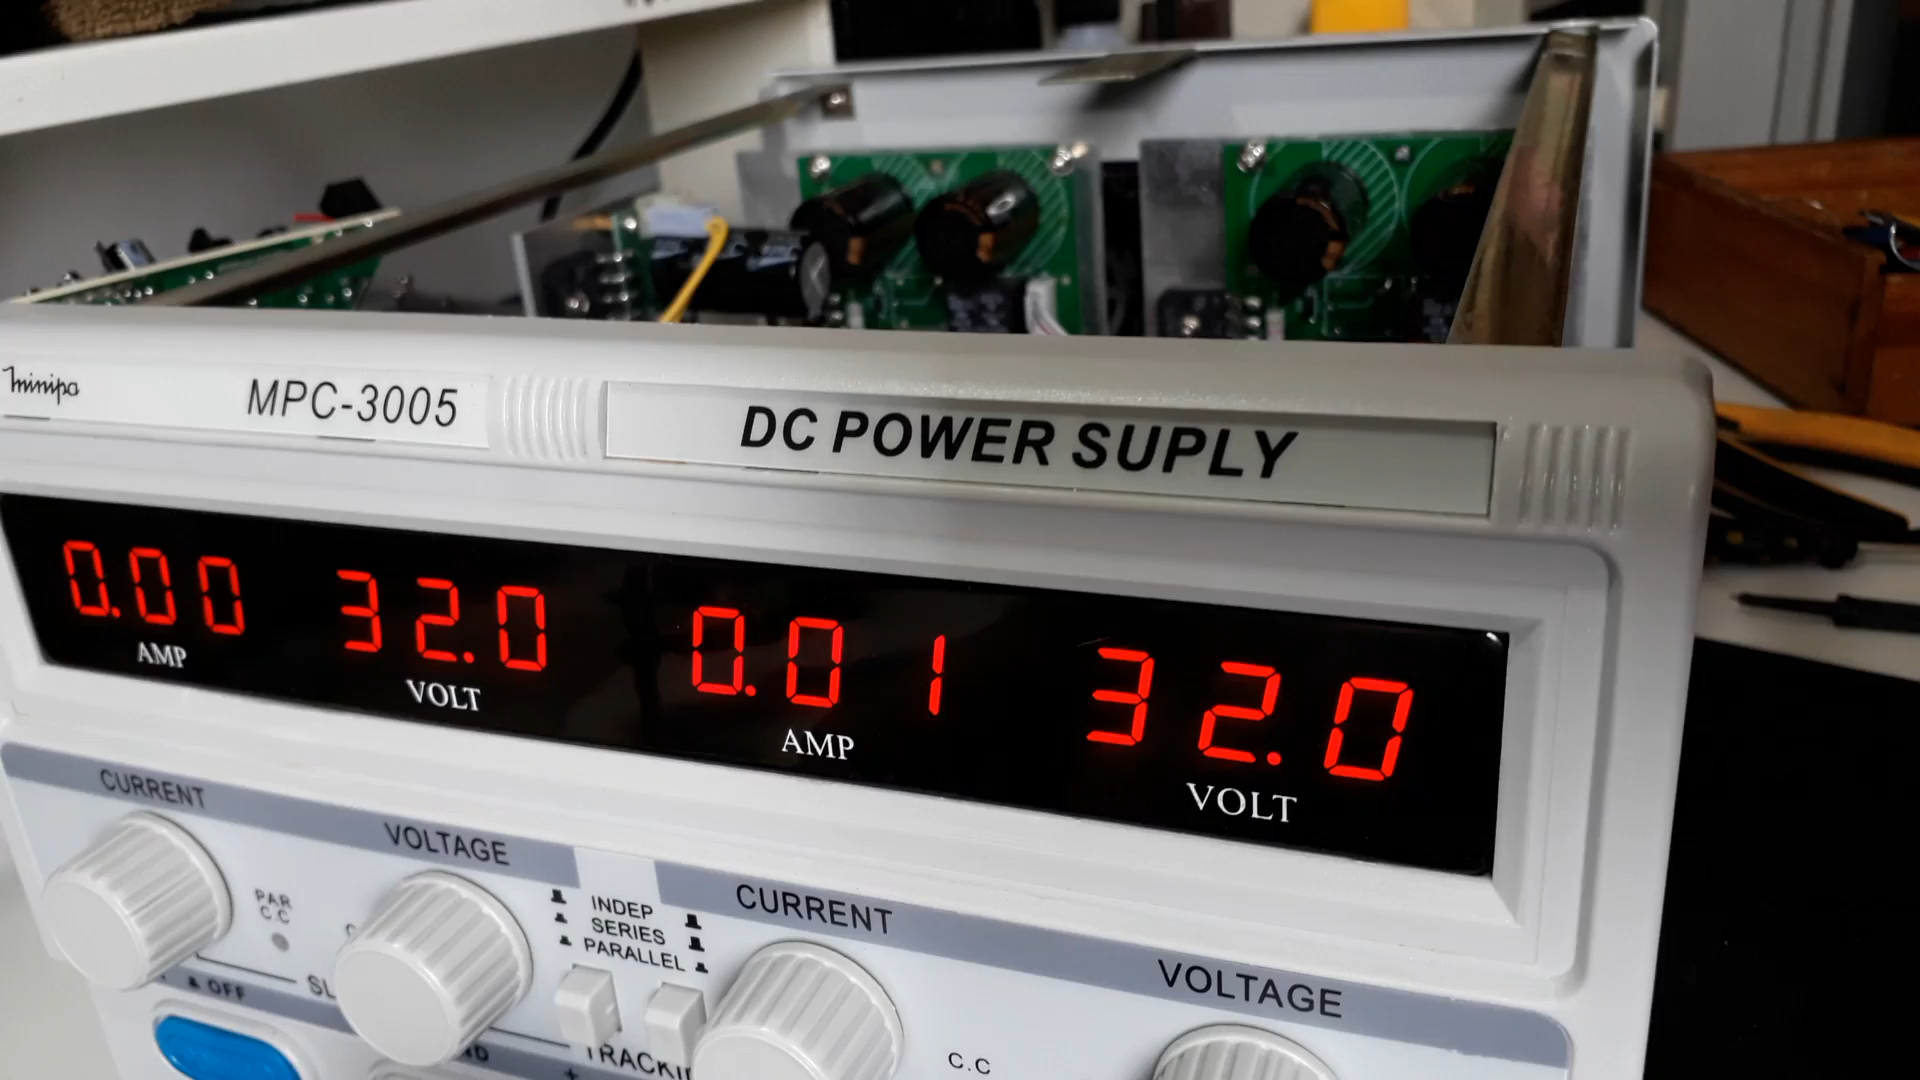 minipa
MPC-3005
DC POWER SUPLY
0.00
AMP
32.0
VOLT
0.01
AMP
32.0
VOLT
CURRENT
VOLTAGE
PAR
C.C
INDEP
SERIES
PARALLEL
CURRENT
VOLTAGE
& OFF
C.C